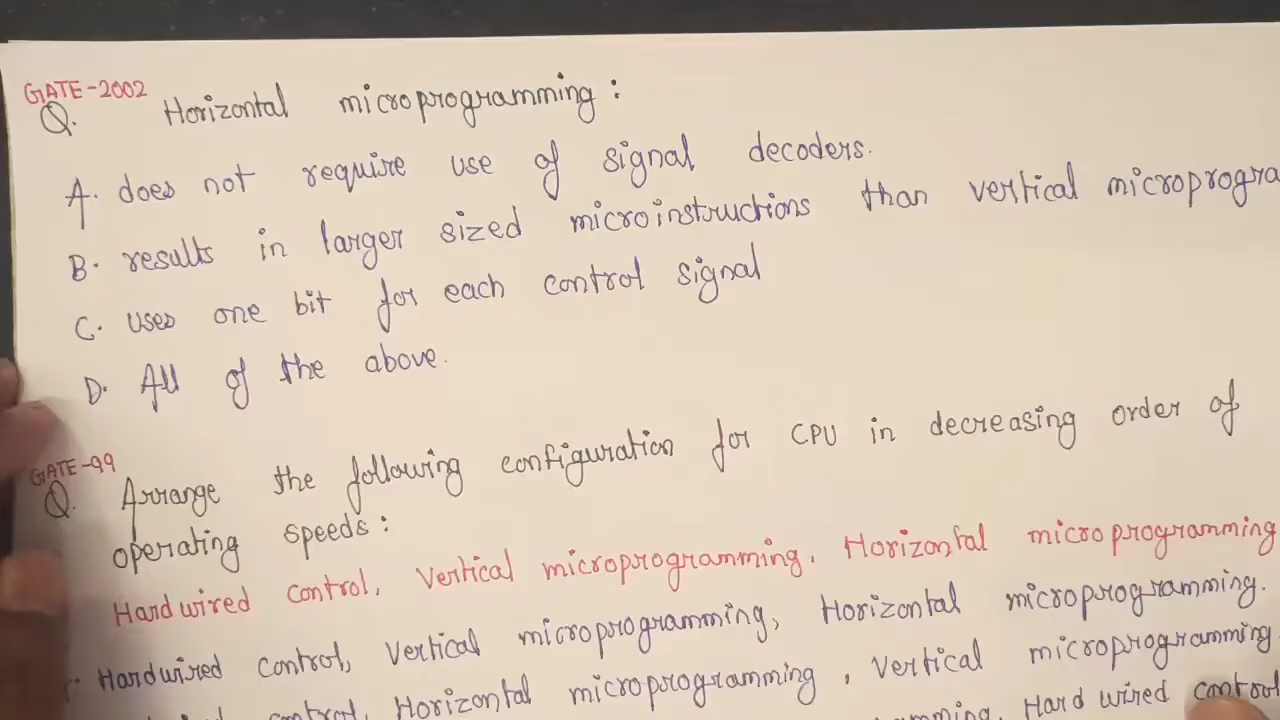 GATE-2002
Q. Horizontal microprogramming:
A. does not require use of signal decoders.
B. results in larger sized microinstructions than vertical microprogra
C. uses one bit for each control signal
D. All of the above.
GATE-99
Q. Arrange the following configuration for CPU in decreasing order of
operating speeds:
Hardwired control, Vertical microprogramming, Horizontal microprogramming
Hardwired control, Vertical microprogramming, Horizontal microprogramming.
control, Horizontal microprogramming, Vertical microprogramming
Hard wired control